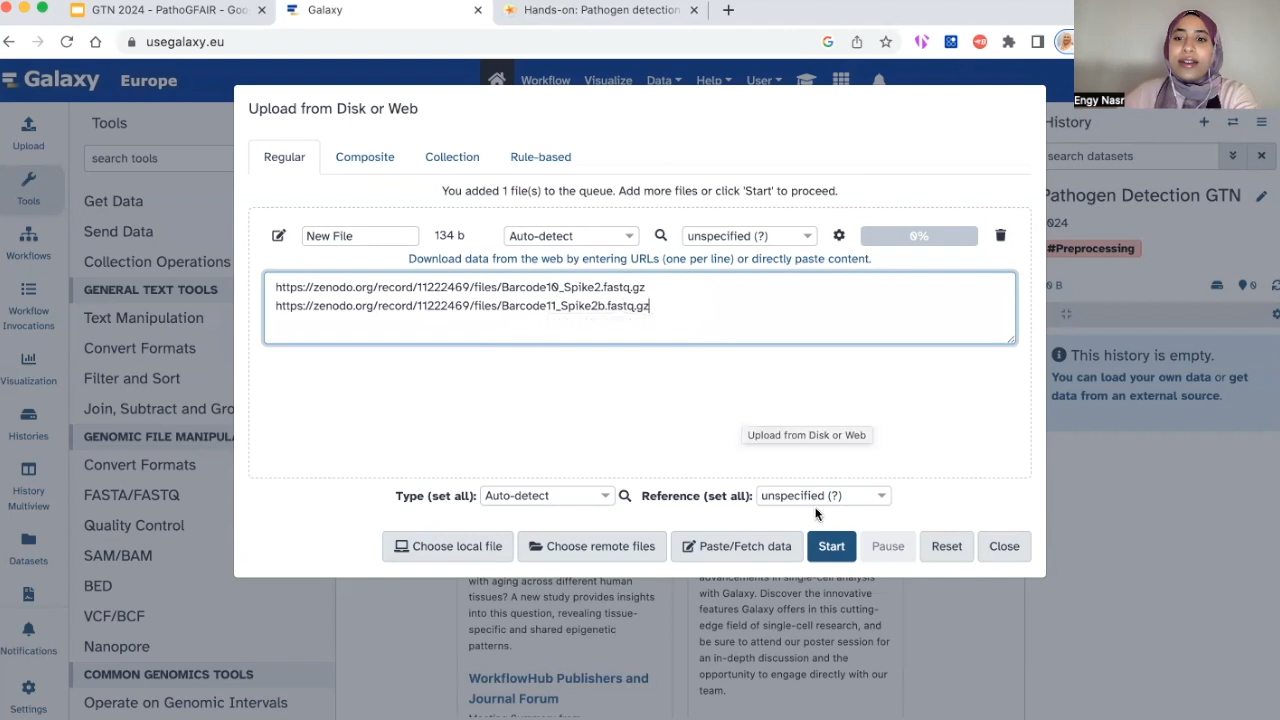 GTN 2024 - PathoGFAIR - Goo
Galaxy
Hands-on: Pathogen detection
usegalaxy.eu
Galaxy Europe
Workflow Visualize Data Help User
Engy Nasr
Upload from Disk or Web
Regular Composite Collection Rule-based
You added 1 file(s) to the queue. Add more files or click 'Start' to proceed.
New File 134 b Auto-detect unspecified (?) 0%
Download data from the web by entering URLs (one per line) or directly paste content.
https://zenodo.org/record/11222469/files/Barcode10_Spike2.fastq.gz
https://zenodo.org/record/11222469/files/Barcode11_Spike2b.fastq.gz
Upload from Disk or Web
Type (set all): Auto-detect Reference (set all): unspecified (?)
Choose local file Choose remote files Paste/Fetch data Start Pause Reset Close
Upload
Tools
Workflows
Workflow
Invocations
Visualization
Histories
History
Multiview
Datasets
Notifications
Settings
Tools
search tools
Get Data
Send Data
Collection Operations
GENERAL TEXT TOOLS
Text Manipulation
Convert Formats
Filter and Sort
Join, Subtract and Gro
GENOMIC FILE MANIPULA
Convert Formats
FASTA/FASTQ
Quality Control
SAM/BAM
BED
VCF/BCF
Nanopore
COMMON GENOMICS TOOLS
Operate on Genomic Intervals
with aging across different human
tissues? A new study provides insights
into this question, revealing tissue-
specific and shared epigenetic
patterns.
WorkflowHub Publishers and
Journal Forum
advancements in single-cell analysis
with Galaxy. Discover the innovative
features Galaxy offers in this cutting-
edge field of single-cell research, and
be sure to attend our poster session for
an in-depth discussion and the
opportunity to engage directly with our
team.
History
search datasets
Pathogen Detection GTN
024
#Preprocessing
0 B 0
This history is empty.
You can load your own data or get
data from an external source.